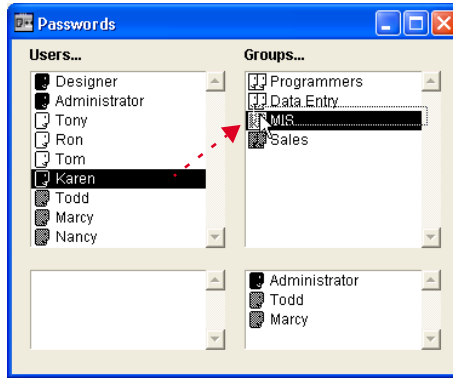 Passwords
Users...
Designer
Administrator
Tony
Ron
Tom
Karen
Todd
Marcy
Nancy
Groups...
Programmers
Data Entry
MIS
Sales
Administrator
Todd
Marcy